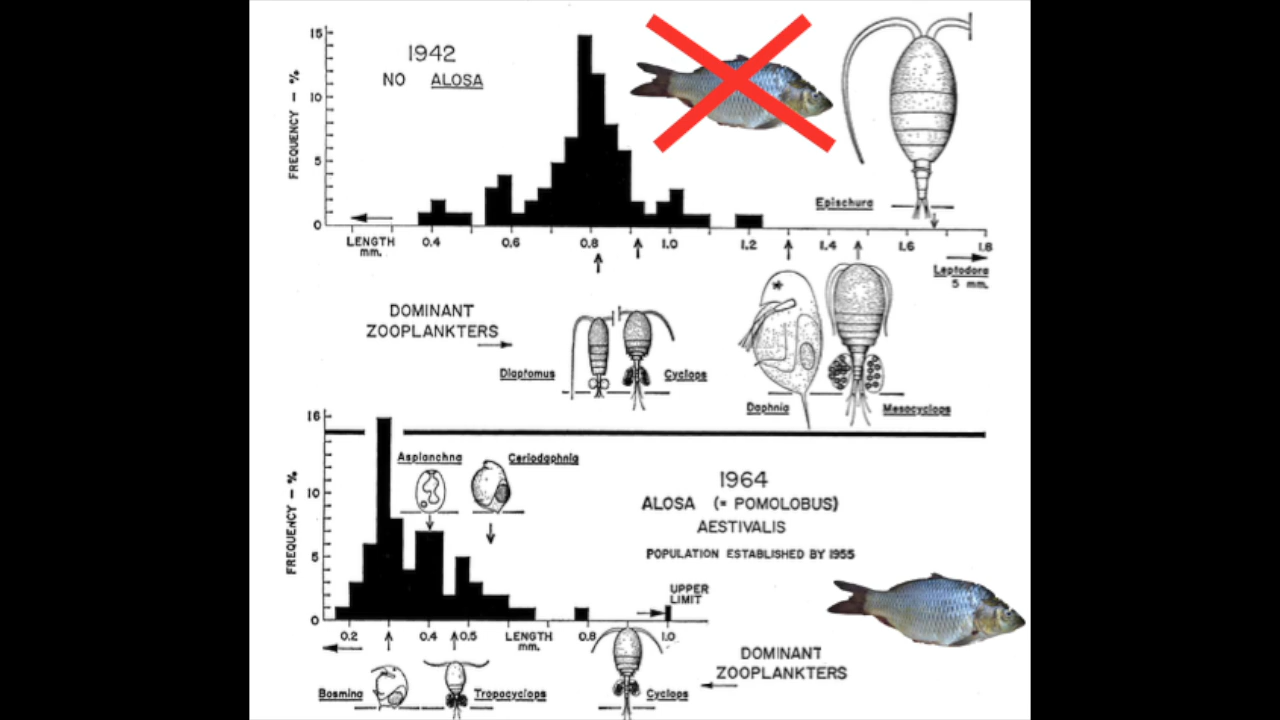 15
1942
NO ALOSA
10
FREQUENCY - %
5
0
Epischura
LENGTH
mm.
0.4
0.6
0.8
1.0
1.2
1.4
1.6
1.8
Leptodora
5 mm.
DOMINANT
ZOOPLANKTERS
Diaptomus
Cyclops
Daphnia
Mesocyclops
16
Asplanchna
Ceriodaphnia
1964
ALOSA (= POMOLOBUS)
AESTIVALIS
POPULATION ESTABLISHED BY 1955
10
FREQUENCY - %
5
0
UPPER
LIMIT
0.2
0.4
0.5
LENGTH
mm.
0.8
1.0
DOMINANT
ZOOPLANKTERS
Bosmina
Tropocyclops
Cyclops